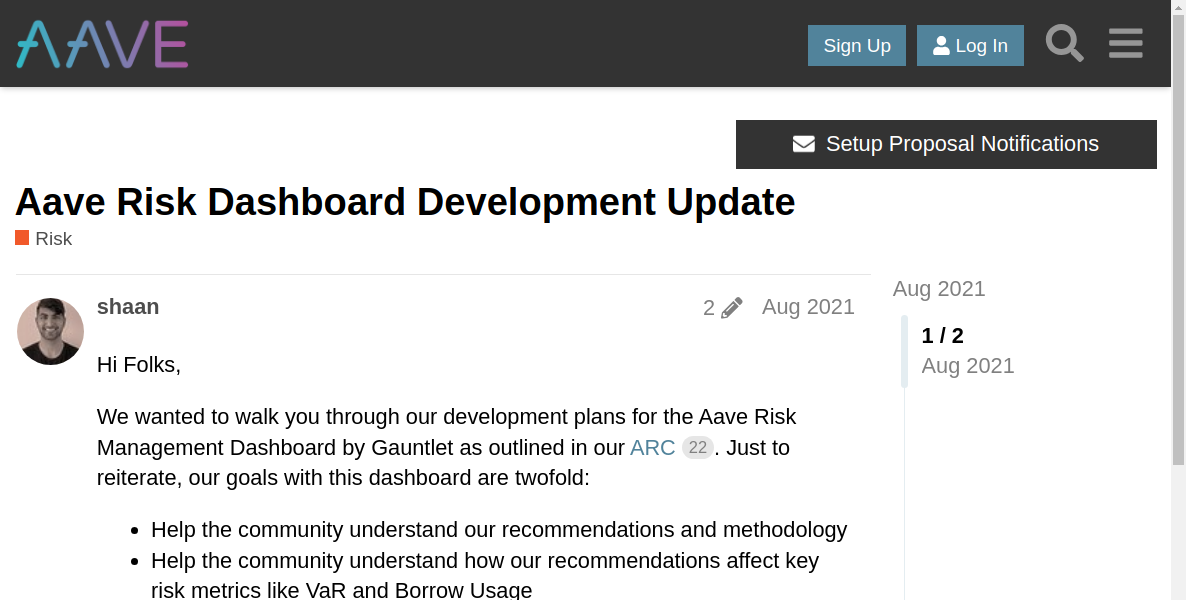 AAVE
Sign Up
Log In
Setup Proposal Notifications
Aave Risk Dashboard Development Update
Risk
shaan
2
Aug 2021
Aug 2021
1 / 2
Aug 2021
Hi Folks,
We wanted to walk you through our development plans for the Aave Risk
Management Dashboard by Gauntlet as outlined in our ARC 22. Just to
reiterate, our goals with this dashboard are twofold:
• Help the community understand our recommendations and methodology
• Help the community understand how our recommendations affect key
risk metrics like VaR and Borrow Usage